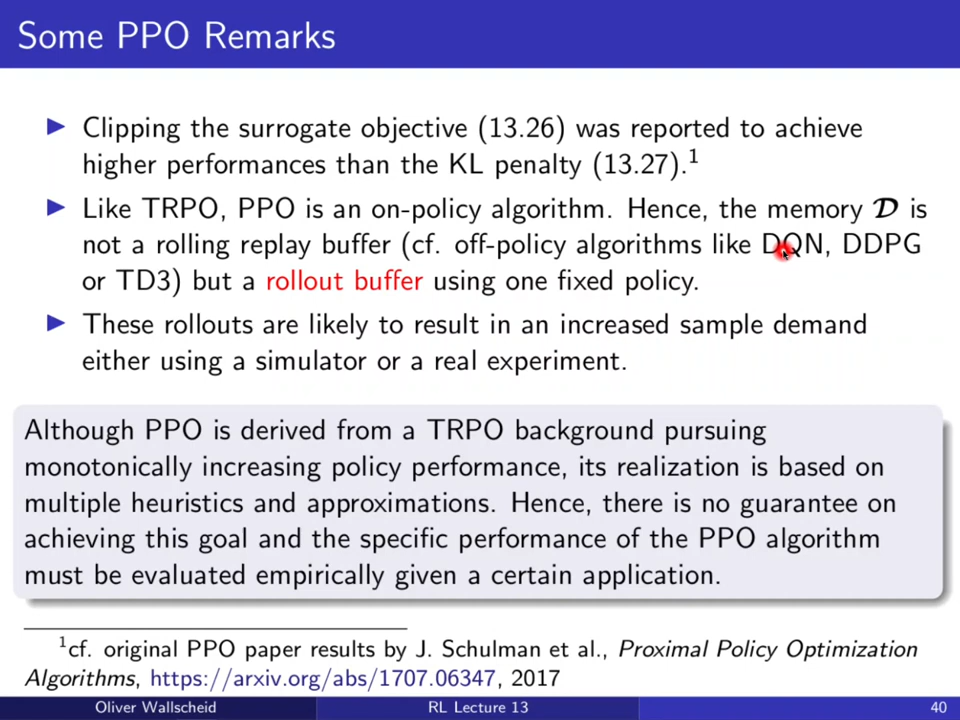 Some PPO Remarks
▶ Clipping the surrogate objective (13.26) was reported to achieve
higher performances than the KL penalty (13.27).¹
▶ Like TRPO, PPO is an on-policy algorithm. Hence, the memory 𝓓 is
not a rolling replay buffer (cf. off-policy algorithms like DQN, DDPG
or TD3) but a rollout buffer using one fixed policy.
▶ These rollouts are likely to result in an increased sample demand
either using a simulator or a real experiment.
Although PPO is derived from a TRPO background pursuing
monotonically increasing policy performance, its realization is based on
multiple heuristics and approximations. Hence, there is no guarantee on
achieving this goal and the specific performance of the PPO algorithm
must be evaluated empirically given a certain application.
¹cf. original PPO paper results by J. Schulman et al., Proximal Policy Optimization
Algorithms, https://arxiv.org/abs/1707.06347, 2017
Oliver Wallscheid RL Lecture 13 40